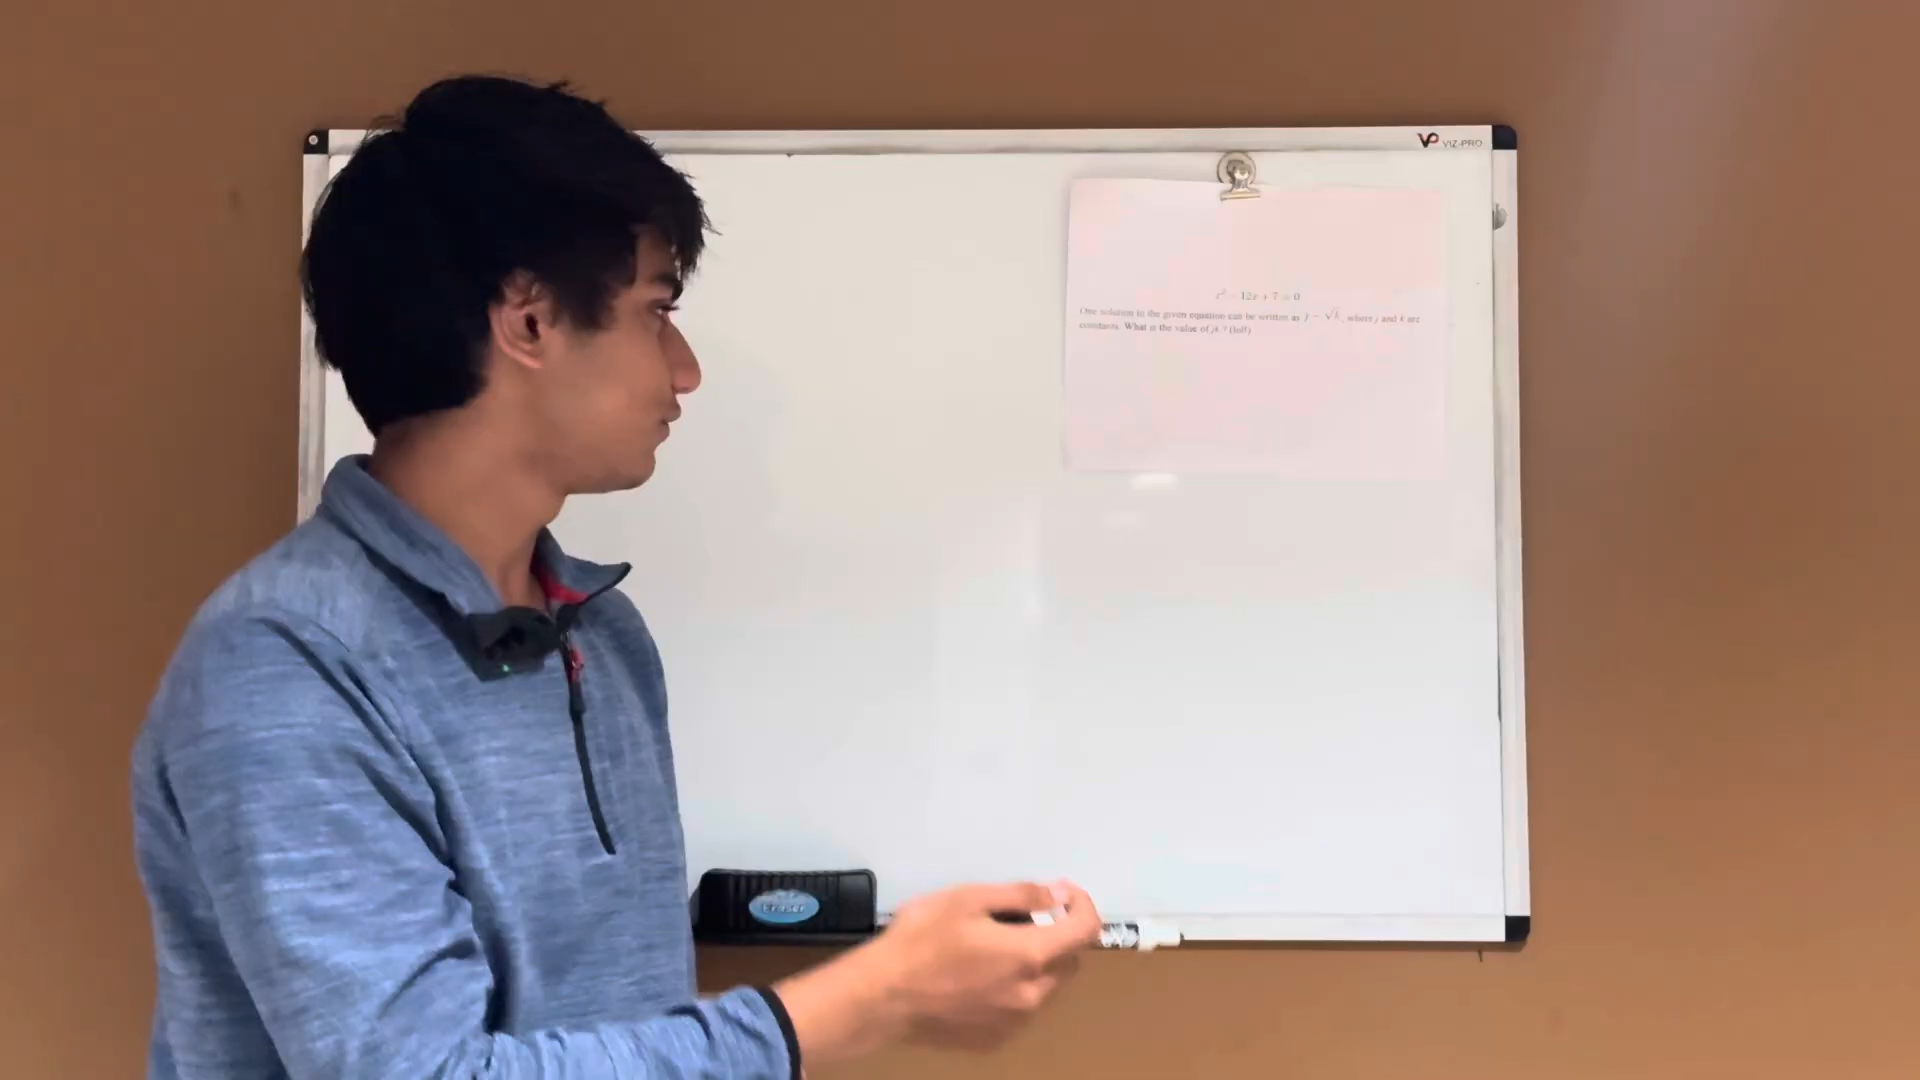 VIZ-PRO
x² - 12x + 7 = 0
One solution to the given equation can be written as j - √k, where j and k are
constants. What is the value of jk ?
Eraser